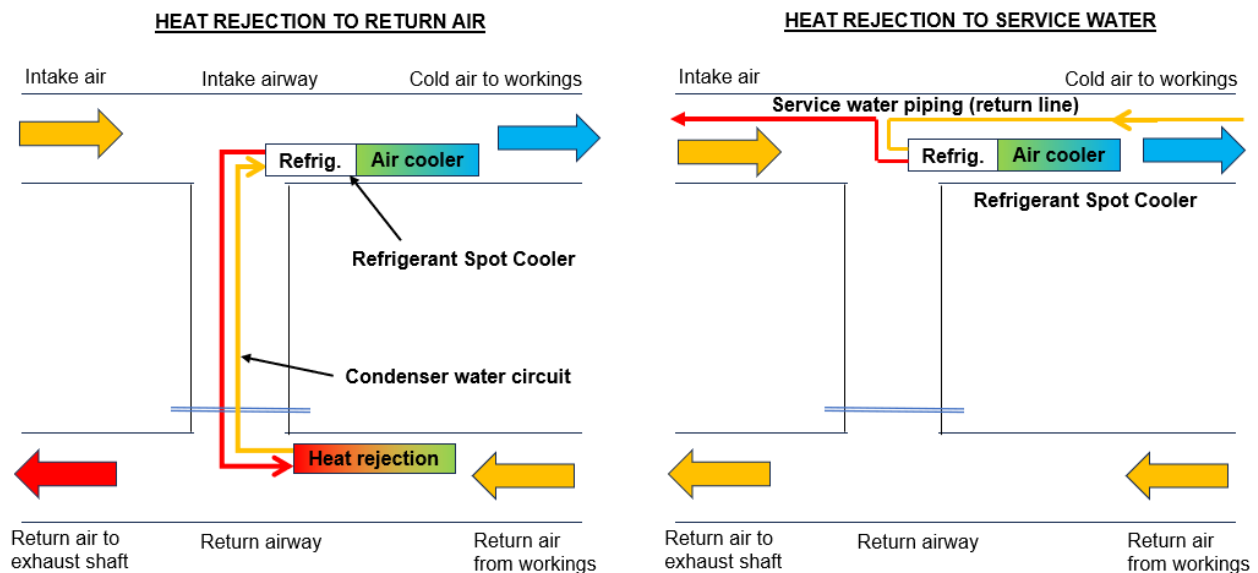 HEAT REJECTION TO RETURN AIR
Intake air
Intake airway
Cold air to workings
Refrig.
Air cooler
Refrigerant Spot Cooler
Condenser water circuit
Heat rejection
Return air to
exhaust shaft
Return airway
Return air
from workings
HEAT REJECTION TO SERVICE WATER
Intake air
Cold air to workings
Service water piping (return line)
Refrig.
Air cooler
Refrigerant Spot Cooler
Return air to
exhaust shaft
Return airway
Return air
from workings